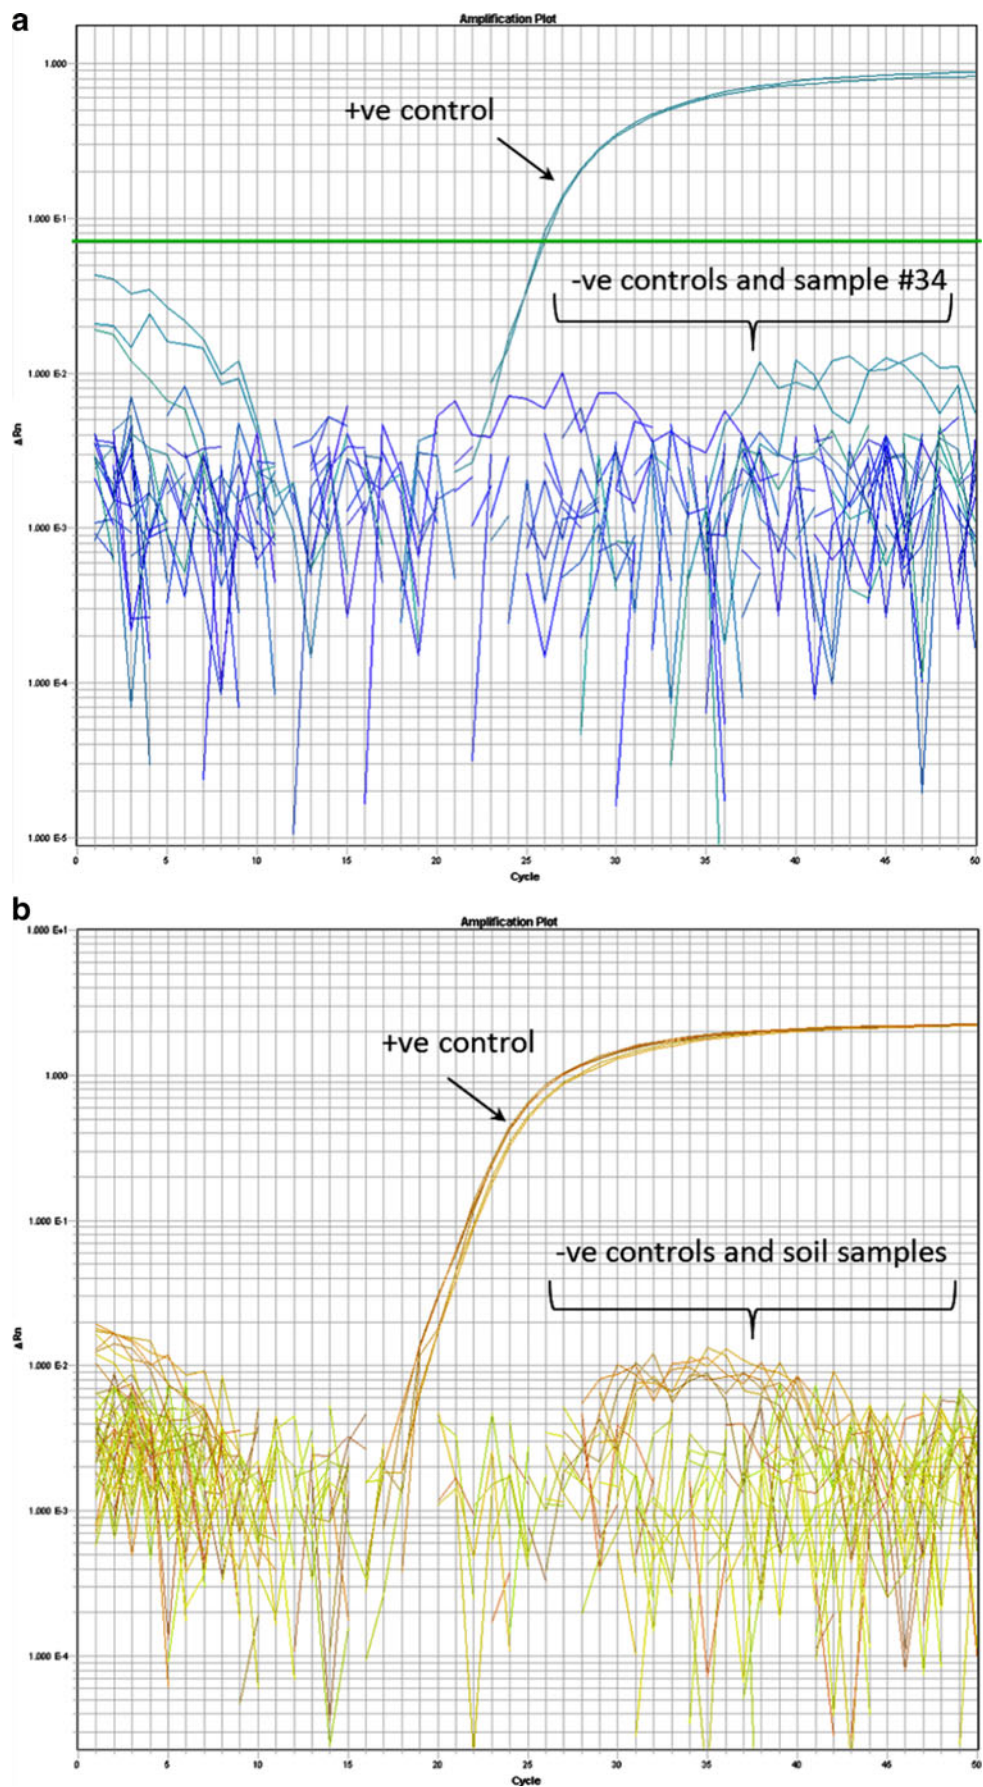 a
Amplification Plot
1.000
+ve control
1.000 E-1
-ve controls and sample #34
1.000 E-2
ΔRn
1.000 E-3
1.000 E-4
1.000 E-5
0 5 10 15 20 25 30 35 40 45 50
Cycle
b
Amplification Plot
1.000 E+1
+ve control
1.000
1.000 E-1
-ve controls and soil samples
ΔRn
1.000 E-2
1.000 E-3
1.000 E-4
0 5 10 15 20 25 30 35 40 45 50
Cycle